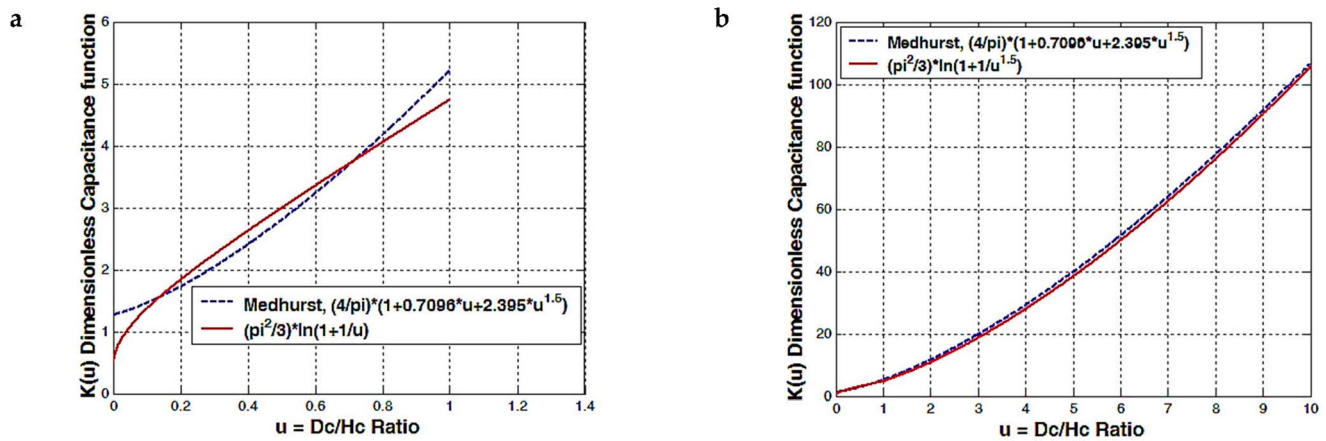 a
K(u) Dimensionless Capacitance function
6
5
4
3
2
1
0
Medhurst, (4/pi)*(1+0.7096*u+2.395*u^1.5)
(pi^2/3)*ln(1+1/u)
0 0.2 0.4 0.6 0.8 1 1.2 1.4
u = Dc/Hc Ratio
b
K(u) Dimensionless Capacitance function
120
100
80
60
40
20
0
Medhurst, (4/pi)*(1+0.7096*u+2.395*u^1.5)
(pi^2/3)*ln(1+1/u^1.5)
0 1 2 3 4 5 6 7 8 9 10
u = Dc/Hc Ratio